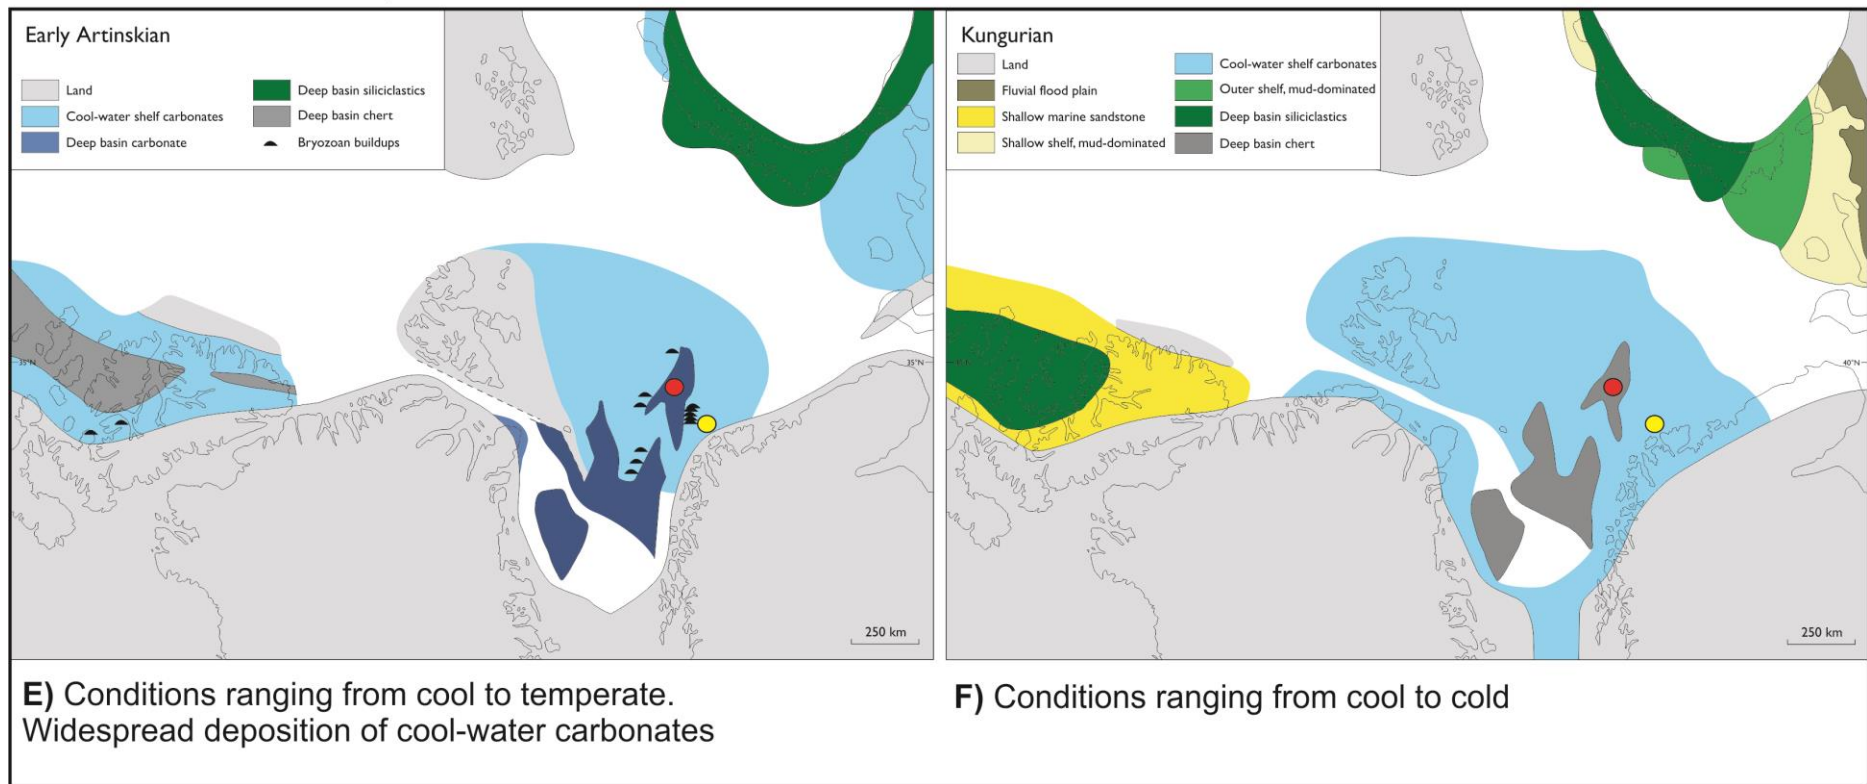 Early Artinskian
Land
Cool-water shelf carbonates
Deep basin carbonate
Deep basin siliciclastics
Deep basin chert
Bryozoan buildups
35°N
35°N
250 km
E) Conditions ranging from cool to temperate.
Widespread deposition of cool-water carbonates
Kungurian
Land
Fluvial flood plain
Shallow marine sandstone
Shallow shelf, mud-dominated
Cool-water shelf carbonates
Outer shelf, mud-dominated
Deep basin siliciclastics
Deep basin chert
40°N
250 km
F) Conditions ranging from cool to cold